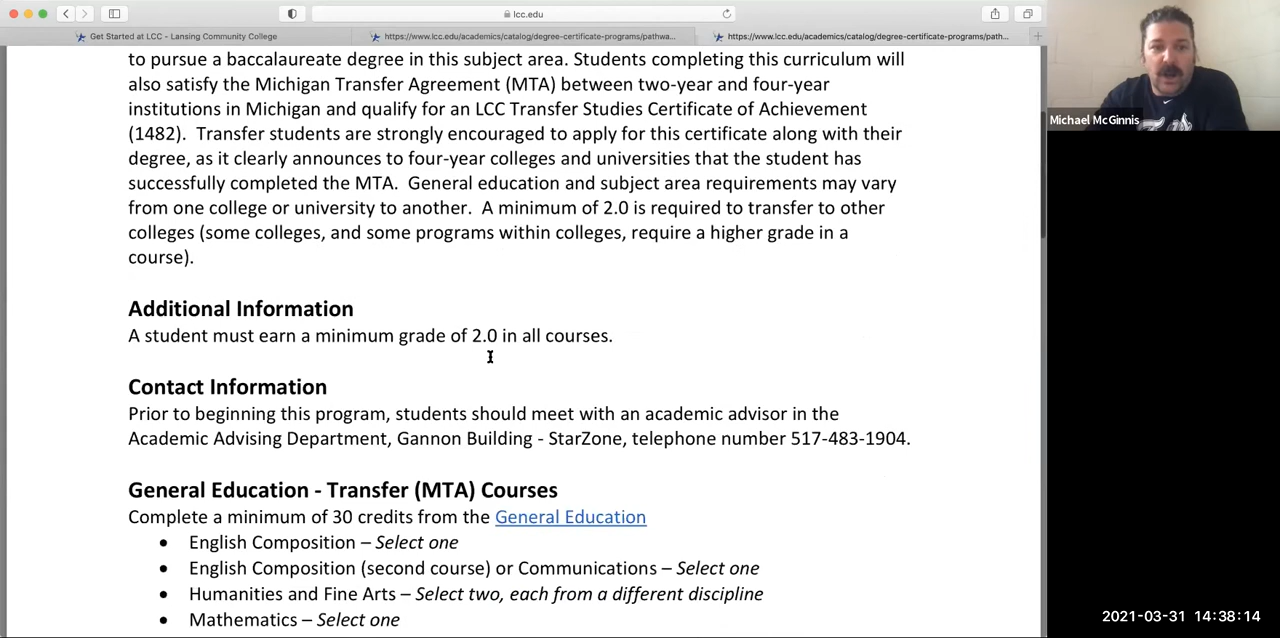 lcc.edu
Get Started at LCC - Lansing Community College
https://www.lcc.edu/academics/catalog/degree-certificate-programs/pathwa...
https://www.lcc.edu/academics/catalog/degree-certificate-programs/path...
to pursue a baccalaureate degree in this subject area. Students completing this curriculum will
also satisfy the Michigan Transfer Agreement (MTA) between two-year and four-year
institutions in Michigan and qualify for an LCC Transfer Studies Certificate of Achievement
(1482). Transfer students are strongly encouraged to apply for this certificate along with their
degree, as it clearly announces to four-year colleges and universities that the student has
successfully completed the MTA. General education and subject area requirements may vary
from one college or university to another. A minimum of 2.0 is required to transfer to other
colleges (some colleges, and some programs within colleges, require a higher grade in a
course).
Additional Information
A student must earn a minimum grade of 2.0 in all courses.
Contact Information
Prior to beginning this program, students should meet with an academic advisor in the
Academic Advising Department, Gannon Building - StarZone, telephone number 517-483-1904.
General Education - Transfer (MTA) Courses
Complete a minimum of 30 credits from the General Education
• English Composition – Select one
• English Composition (second course) or Communications – Select one
• Humanities and Fine Arts – Select two, each from a different discipline
• Mathematics – Select one
Michael McGinnis
2021-03-31 14:38:14